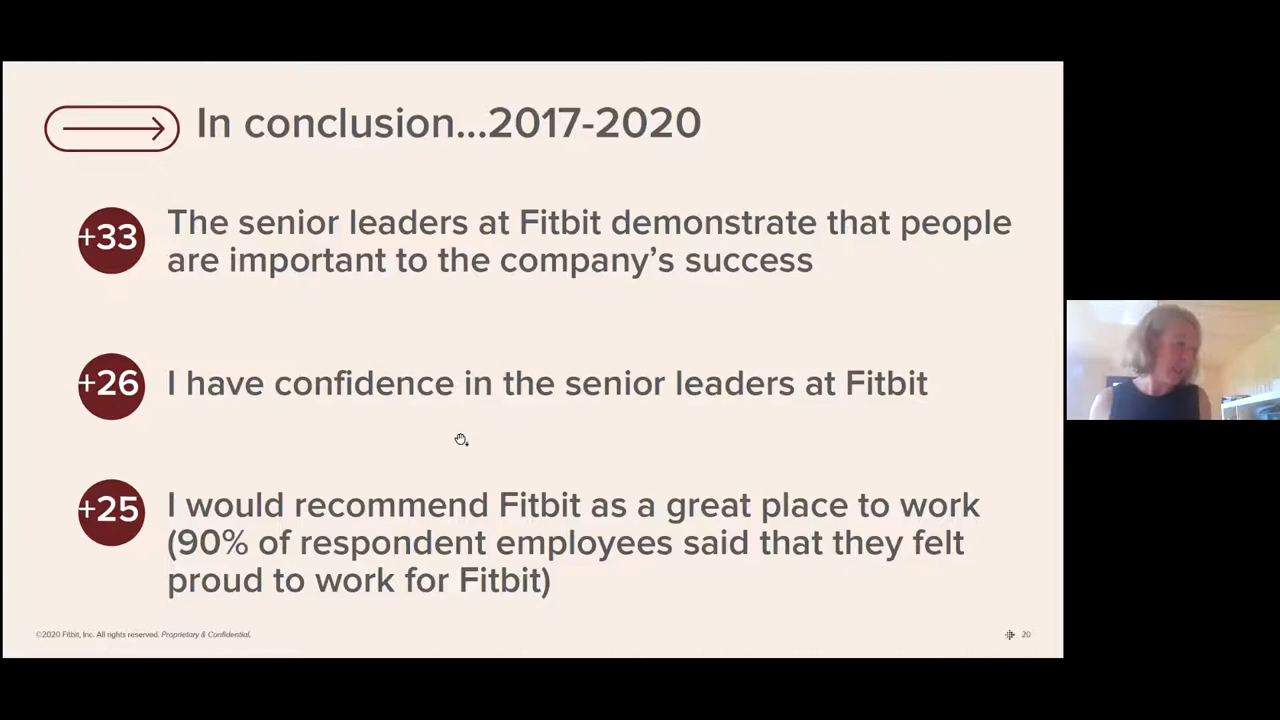 In conclusion...2017-2020
+33
The senior leaders at Fitbit demonstrate that people
are important to the company's success
+26
I have confidence in the senior leaders at Fitbit
+25
I would recommend Fitbit as a great place to work
(90% of respondent employees said that they felt
proud to work for Fitbit)
©2020 Fitbit, Inc. All rights reserved. Proprietary & Confidential.
20